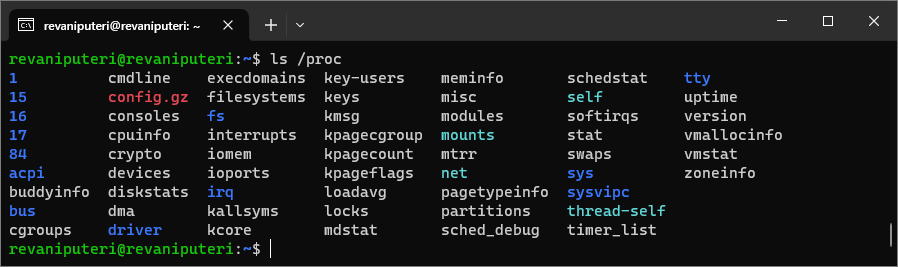 revaniputeri@revaniputeri: ~
revaniputeri@revaniputeri:~$ ls /proc
1 cmdline execdomains key-users meminfo schedstat tty
15 config.gz filesystems keys misc self uptime
16 consoles fs kmsg modules softirqs version
17 cpuinfo interrupts kpagecgroup mounts stat vmallocinfo
84 crypto iomem kpagecount mtrr swaps vmstat
acpi devices ioports kpageflags net sys zoneinfo
buddyinfo diskstats irq loadavg pagetypeinfo sysvipc
bus dma kallsyms locks partitions thread-self
cgroups driver kcore mdstat sched_debug timer_list
revaniputeri@revaniputeri:~$